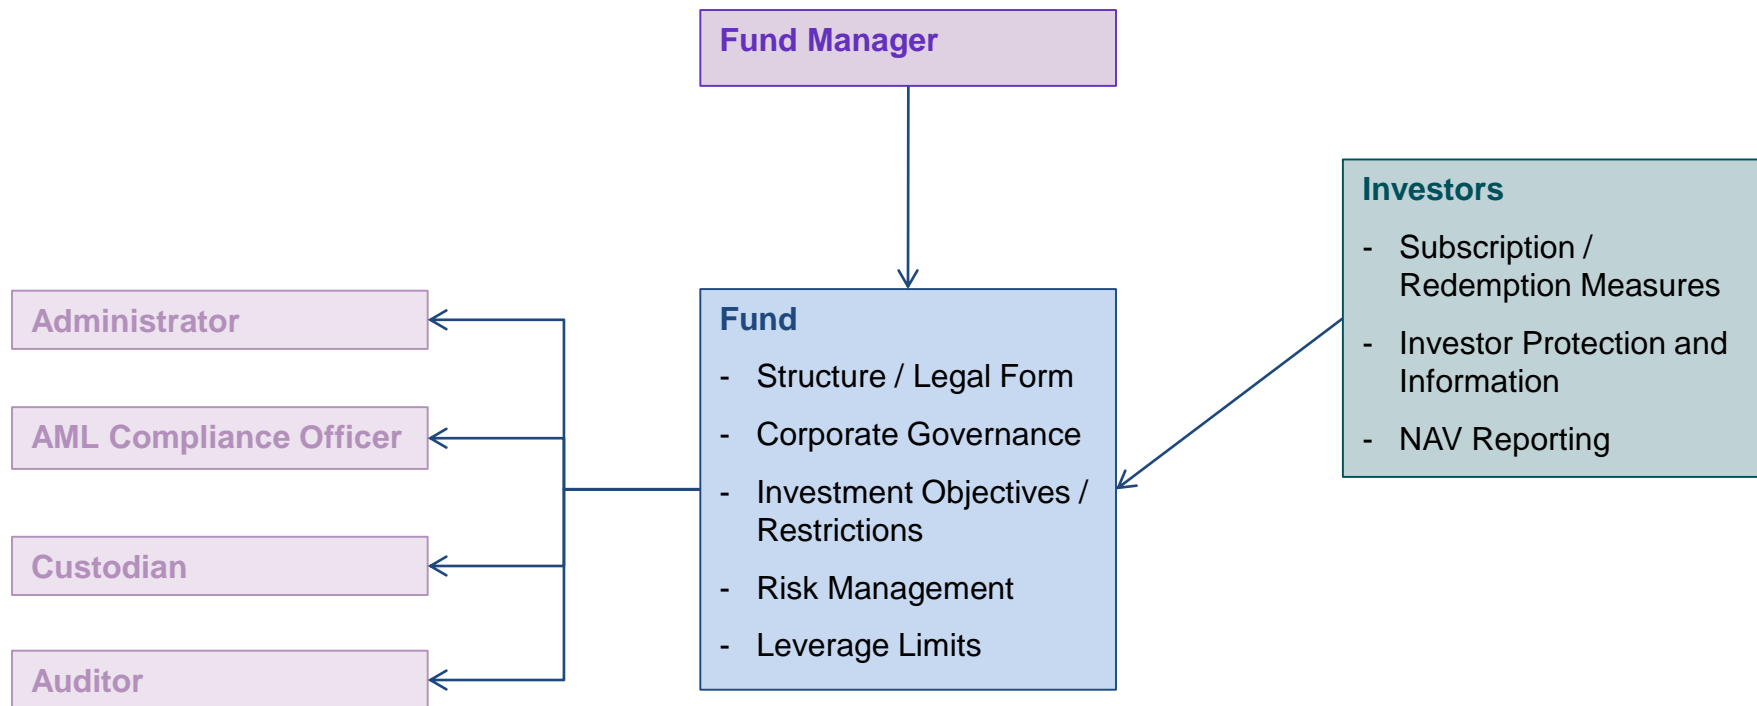 Fund Manager
Investors
- Subscription /
Redemption Measures
- Investor Protection and
Information
- NAV Reporting
Administrator
AML Compliance Officer
Custodian
Auditor
Fund
- Structure / Legal Form
- Corporate Governance
- Investment Objectives /
Restrictions
- Risk Management
- Leverage Limits